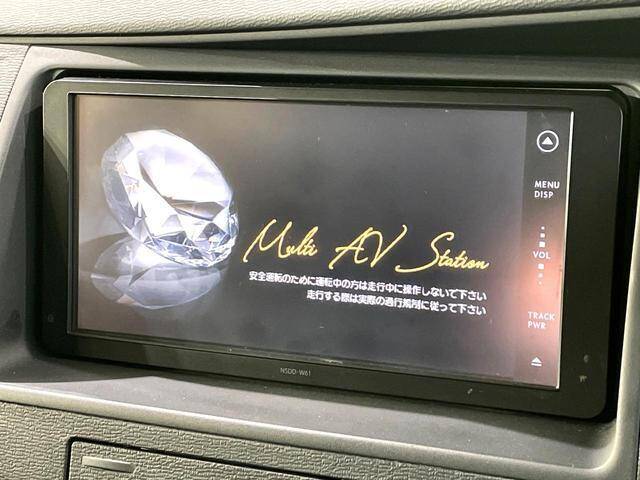 MENU
DISP
Multi AV Station
VOL
安全運転のために運転中の方は走行中に操作しないで下さい
走行する際は実際の通行規制に従って下さい
TRACK
PWR
NSDD-W61